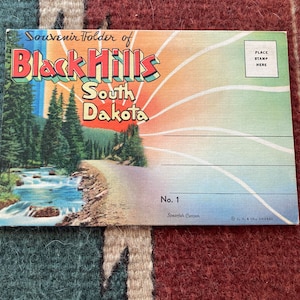 Souvenir Folder of
Black Hills
South
Dakota
PLACE
STAMP
HERE
No. 1